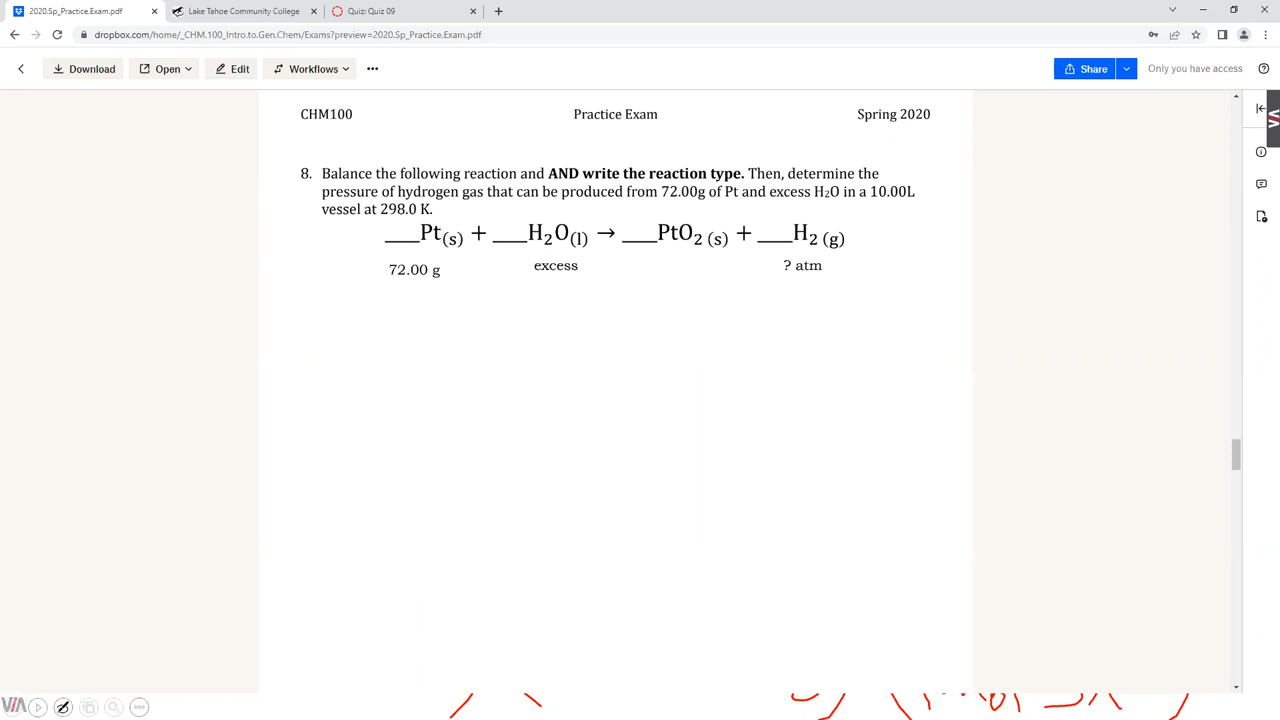 2020.Sp_Practice.Exam.pdf
Lake Tahoe Community College
Quiz: Quiz 09
dropbox.com/home/_CHM.100_Intro.to.Gen.Chem/Exams?preview=2020.Sp_Practice.Exam.pdf
Download Open Edit Workflows Share Only you have access
CHM100 Practice Exam Spring 2020
8. Balance the following reaction and AND write the reaction type. Then, determine the
pressure of hydrogen gas that can be produced from 72.00g of Pt and excess H₂O in a 10.00L
vessel at 298.0 K.
___Pt(s) + ___H₂O(l) → ___PtO₂ (s) + ___H₂ (g)
72.00 g excess ? atm
VIA